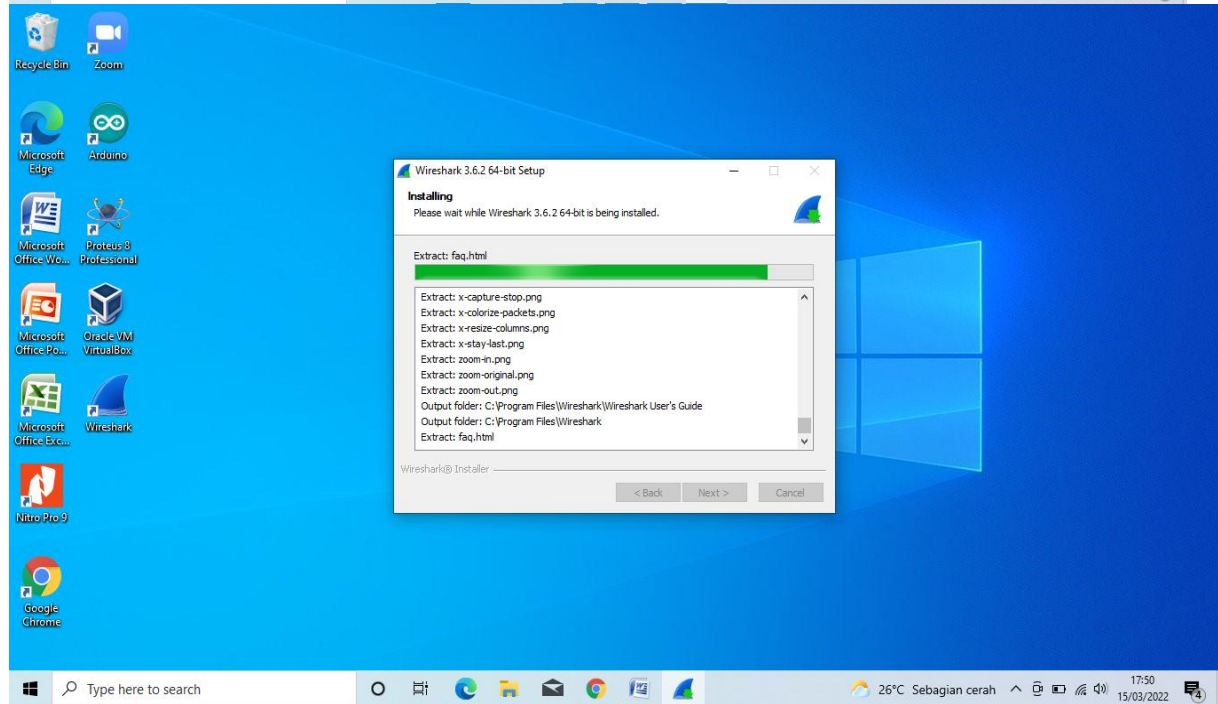 Recycle Bin
Zoom
Microsoft
Edge
Arduino
Microsoft
Office Wo...
Proteus 8
Professional
Microsoft
Office Po...
Oracle VM
VirtualBox
Microsoft
Office Exc...
Wireshark
Nitro Pro 9
Google
Chrome
Wireshark 3.6.2 64-bit Setup
Installing
Please wait while Wireshark 3.6.2 64-bit is being installed.
Extract: faq.html
Extract: x-capture-stop.png
Extract: x-colorize-packets.png
Extract: x-resize-columns.png
Extract: x-stay-last.png
Extract: zoom-in.png
Extract: zoom-original.png
Extract: zoom-out.png
Output folder: C:\Program Files\Wireshark\Wireshark User's Guide
Output folder: C:\Program Files\Wireshark
Extract: faq.html
Wireshark® Installer
< Back
Next >
Cancel
Type here to search
26°C Sebagian cerah
17:50
15/03/2022
4